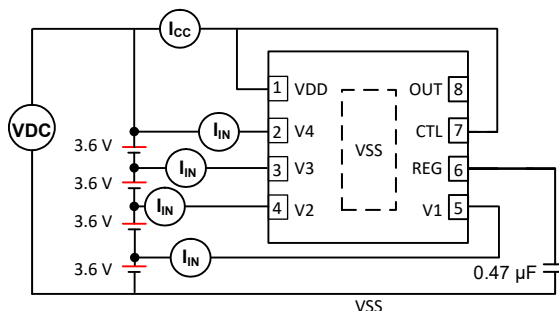 ICC
VDC
1 VDD OUT 8
IIN 2 V4 CTL 7
3.6 V
IIN 3 V3 VSS REG 6
3.6 V
IIN 4 V2 V1 5
3.6 V
3.6 V IIN
0.47 µF
VSS